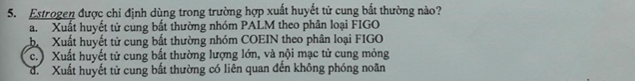 5. Estrogen được chỉ định dùng trong trường hợp xuất huyết tử cung bất thường nào?
a. Xuất huyết tử cung bất thường nhóm PALM theo phân loại FIGO
b. Xuất huyết tử cung bất thường nhóm COEIN theo phân loại FIGO
c. Xuất huyết tử cung bất thường lượng lớn, và nội mạc tử cung mỏng
d. Xuất huyết tử cung bất thường có liên quan đến không phóng noãn